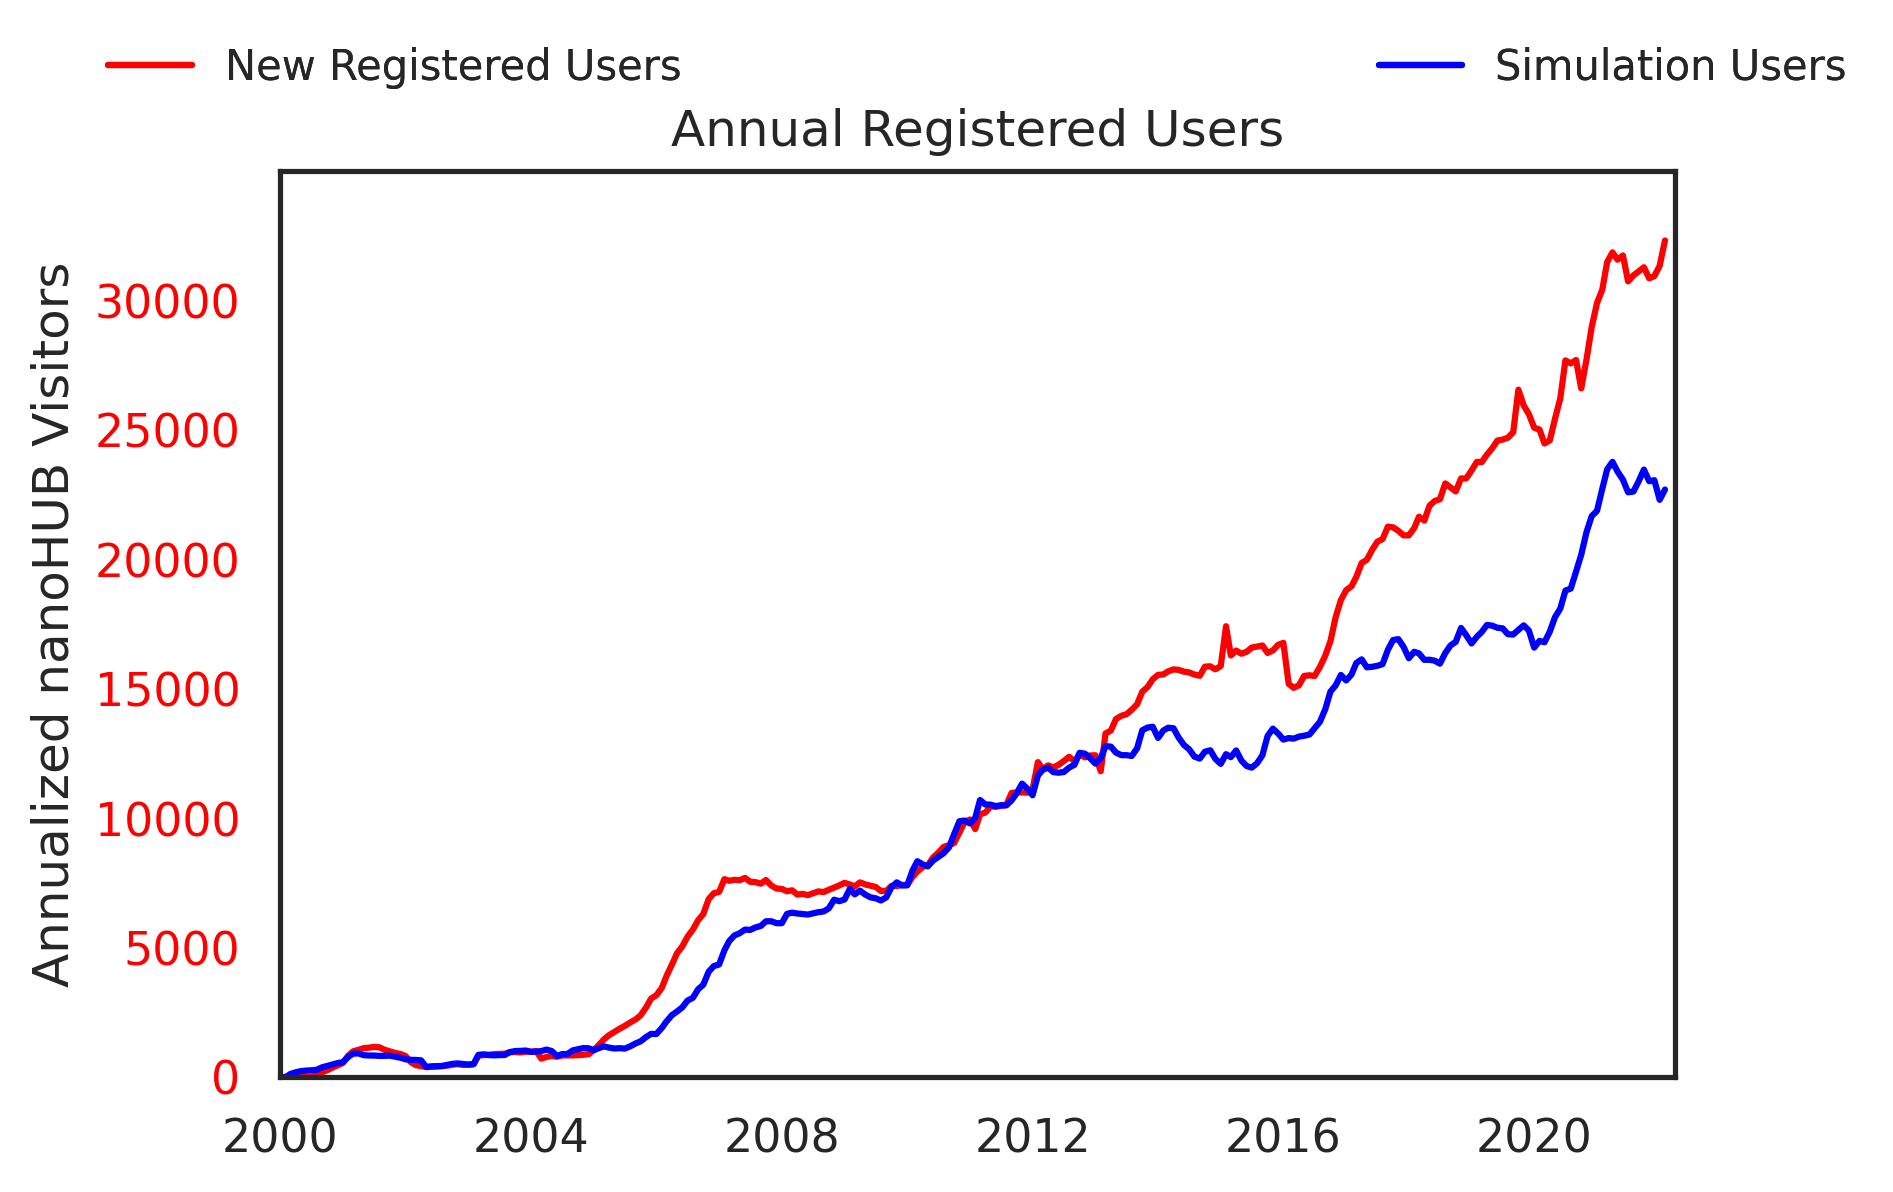 New Registered Users
Simulation Users
Annual Registered Users
Annualized nanoHUB Visitors
30000
25000
20000
15000
10000
5000
0
2000 2004 2008 2012 2016 2020